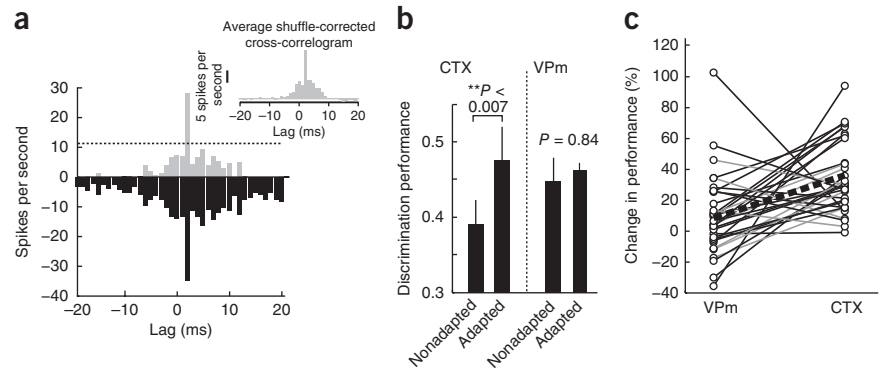 a
Average shuffle-corrected
cross-correlogram
5 spikes per
second
−20 −10 0 10 20
Lag (ms)
Spikes per second
30
20
10
0
−10
−20
−30
−40
−20 −10 0 10 20
Lag (ms)
b
CTX
VPm
**P <
0.007
P = 0.84
Discrimination performance
0.5
0.4
0.3
Nonadapted
Adapted
Nonadapted
Adapted
c
Change in performance (%)
120
100
80
60
40
20
0
−20
−40
VPm CTX